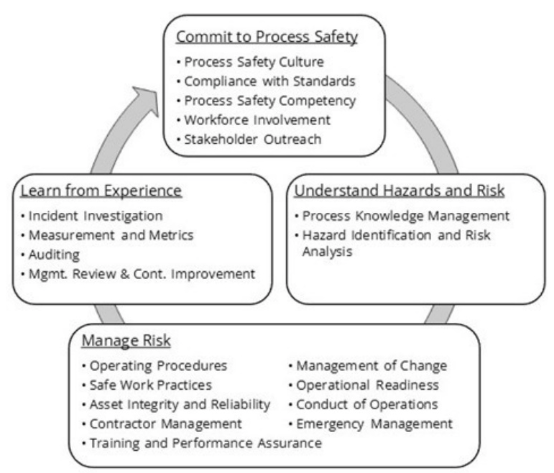 Commit to Process Safety
• Process Safety Culture
• Compliance with Standards
• Process Safety Competency
• Workforce Involvement
• Stakeholder Outreach
Learn from Experience
• Incident Investigation
• Measurement and Metrics
• Auditing
• Mgmt. Review & Cont. Improvement
Understand Hazards and Risk
• Process Knowledge Management
• Hazard Identification and Risk
Analysis
Manage Risk
• Operating Procedures
• Safe Work Practices
• Asset Integrity and Reliability
• Contractor Management
• Training and Performance Assurance
• Management of Change
• Operational Readiness
• Conduct of Operations
• Emergency Management